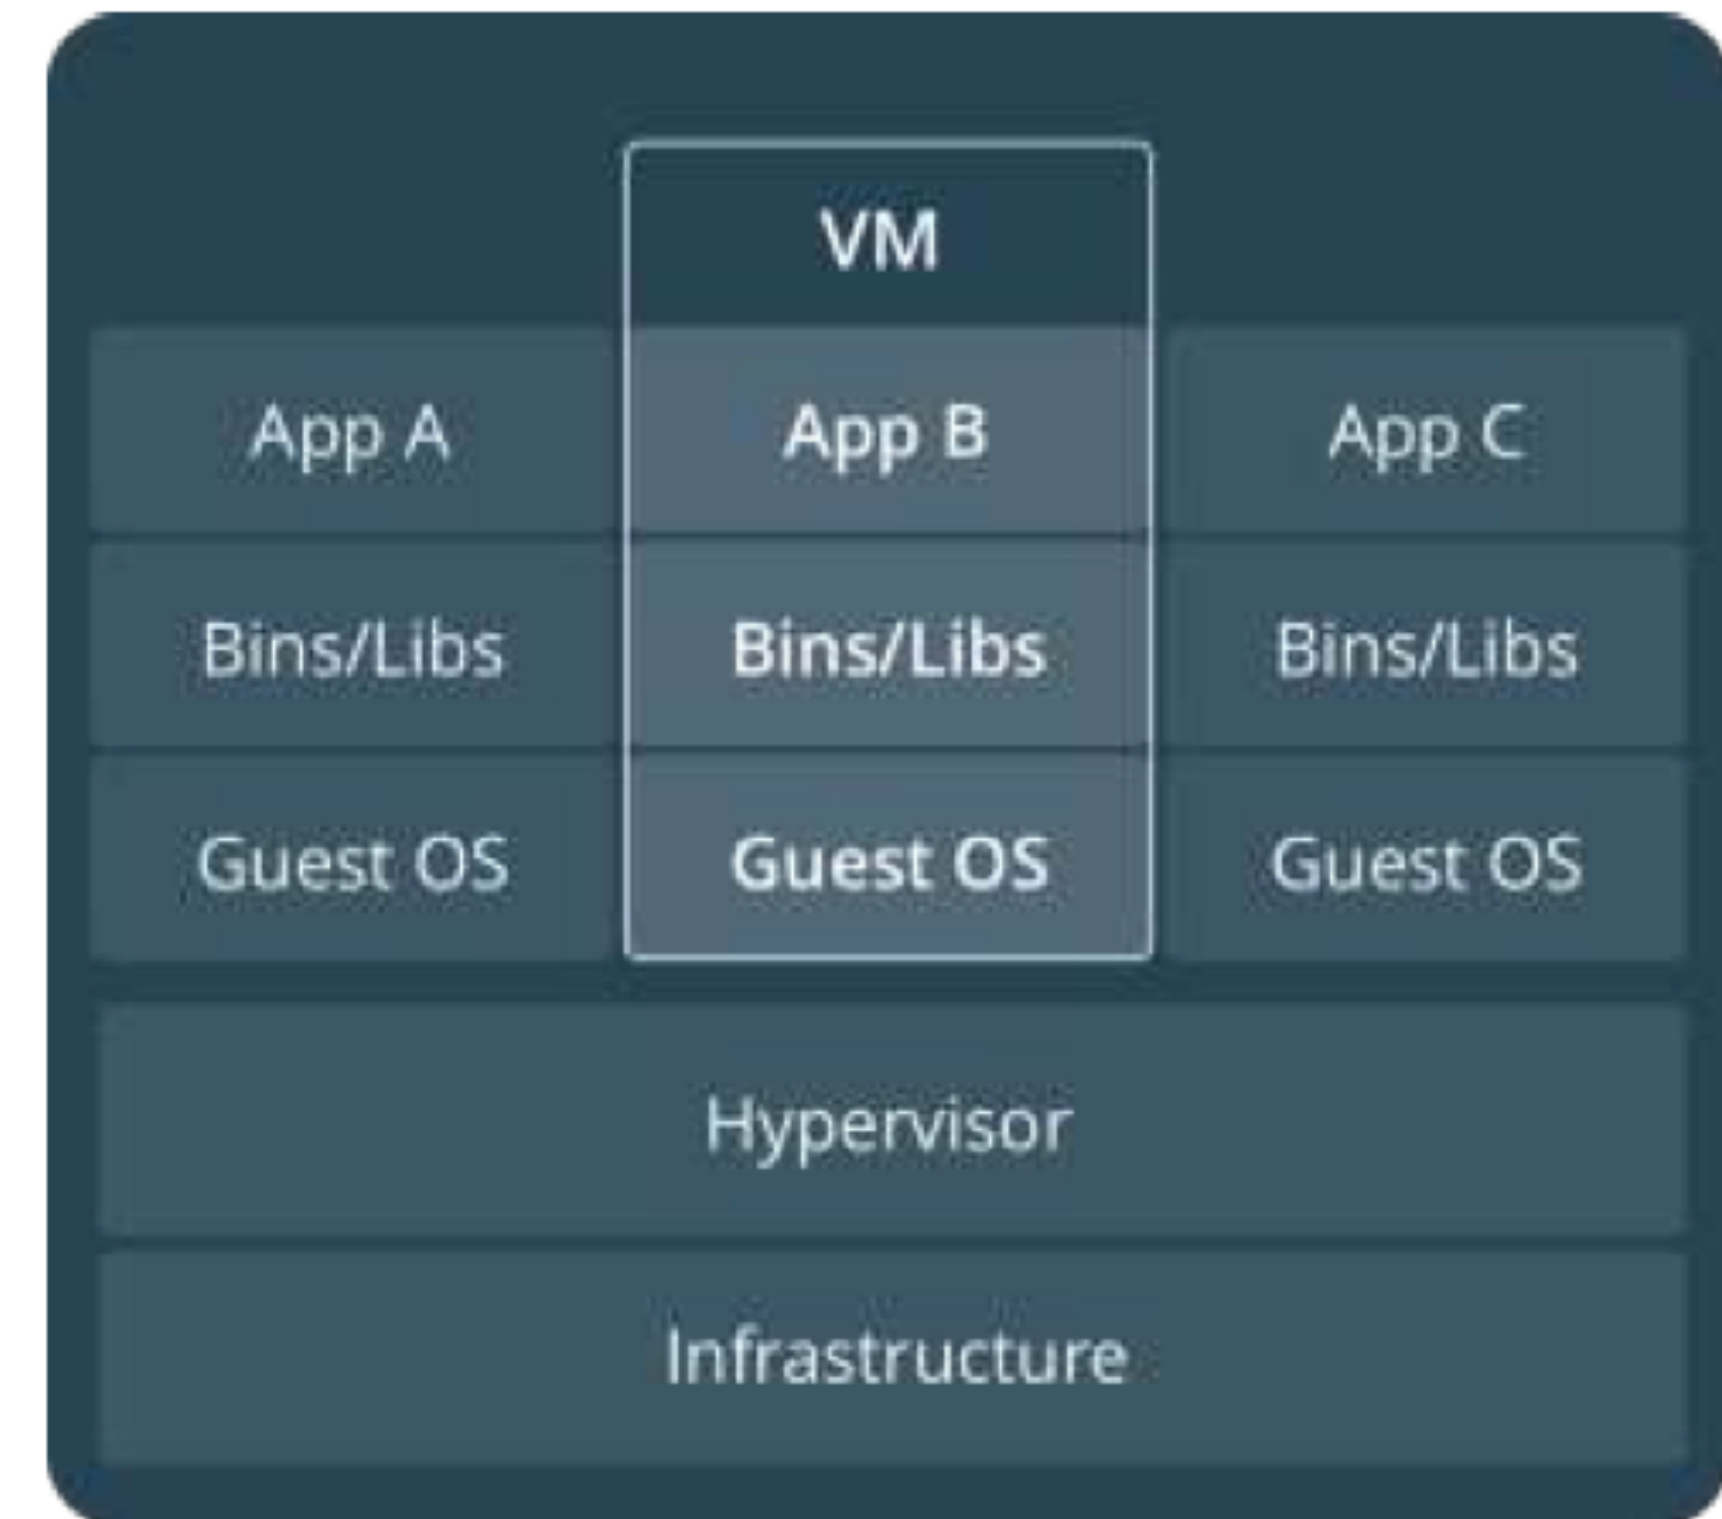 VM
App A App B App C
Bins/Libs Bins/Libs Bins/Libs
Guest OS Guest OS Guest OS
Hypervisor
Infrastructure